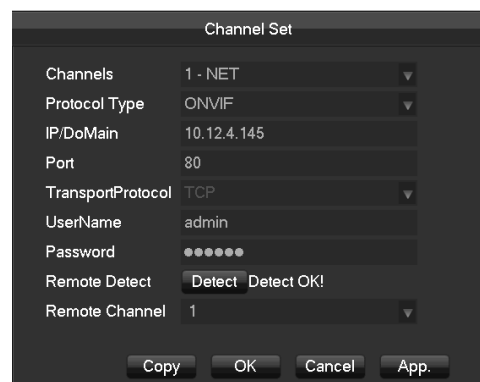 Channel Set
Channels 1 - NET
Protocol Type ONVIF
IP/DoMain 10.12.4.145
Port 80
TransportProtocol TCP
UserName admin
Password ●●●●●●
Remote Detect Detect Detect OK!
Remote Channel 1
Copy OK Cancel App.